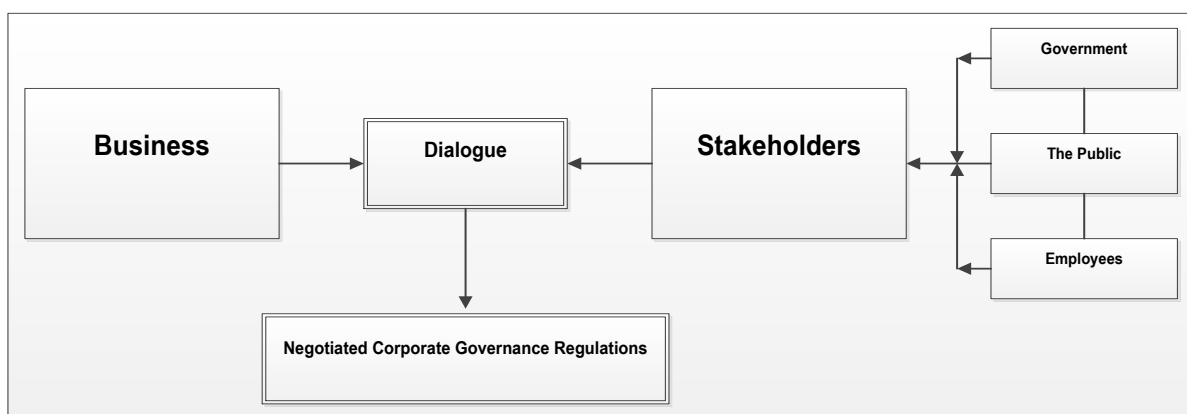 Business
Dialogue
Stakeholders
Government
The Public
Employees
Negotiated Corporate Governance Regulations